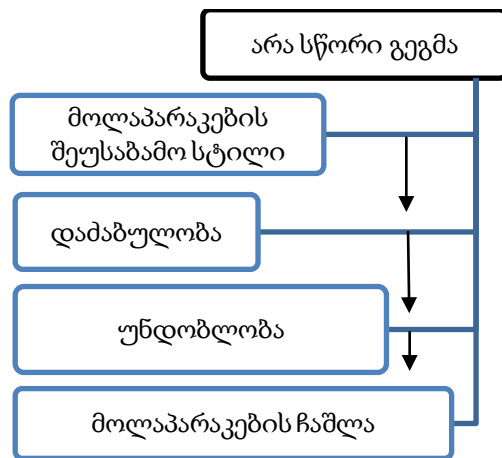 არა სწორი გეგმა
მოლაპარაკების
შეუსაბამო სტილი
დაძაბულობა
უნდობლობა
მოლაპარაკების ჩაშლა